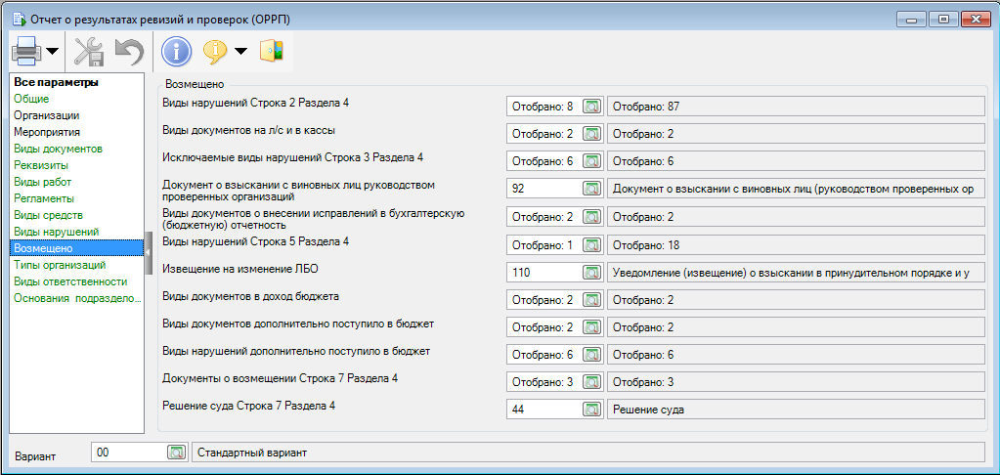 Отчет о результатах ревизий и проверок (ОРРП)
Все параметры
Общие
Организации
Мероприятия
Виды документов
Реквизиты
Виды работ
Регламенты
Виды средств
Виды нарушений
Возмещено
Типы организаций
Виды ответственности
Основания подраздело...
Возмещено
Виды нарушений Строка 2 Раздела 4 Отобрано: 8 Отобрано: 87
Виды документов на л/с и в кассы Отобрано: 2 Отобрано: 2
Исключаемые виды нарушений Строка 3 Раздела 4 Отобрано: 6 Отобрано: 6
Документ о взыскании с виновных лиц руководством
проверенных организаций 92 Документ о взыскании с виновных лиц (руководством проверенных ор
Виды документов о внесении исправлений в бухгалтерскую
(бюджетную) отчетность Отобрано: 2 Отобрано: 2
Виды нарушений Строка 5 Раздела 4 Отобрано: 1 Отобрано: 18
Извещение на изменение ЛБО 110 Уведомление (извещение) о взыскании в принудительном порядке и у
Виды документов в доход бюджета Отобрано: 2 Отобрано: 2
Виды документов дополнительно поступило в бюджет Отобрано: 2 Отобрано: 2
Виды нарушений дополнительно поступило в бюджет Отобрано: 6 Отобрано: 6
Документы о возмещении Строка 7 Раздела 4 Отобрано: 3 Отобрано: 3
Решение суда Строка 7 Раздела 4 44 Решение суда
Вариант 00 Стандартный вариант